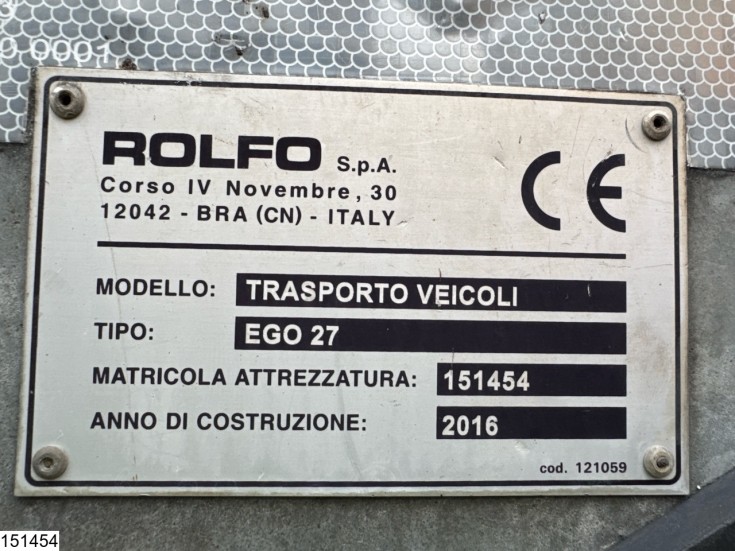 0 0001
ROLFO S.p.A.
Corso IV Novembre, 30
12042 - BRA (CN) - ITALY
CE
MODELLO: TRASPORTO VEICOLI
TIPO: EGO 27
MATRICOLA ATTREZZATURA: 151454
ANNO DI COSTRUZIONE: 2016
cod. 121059
151454